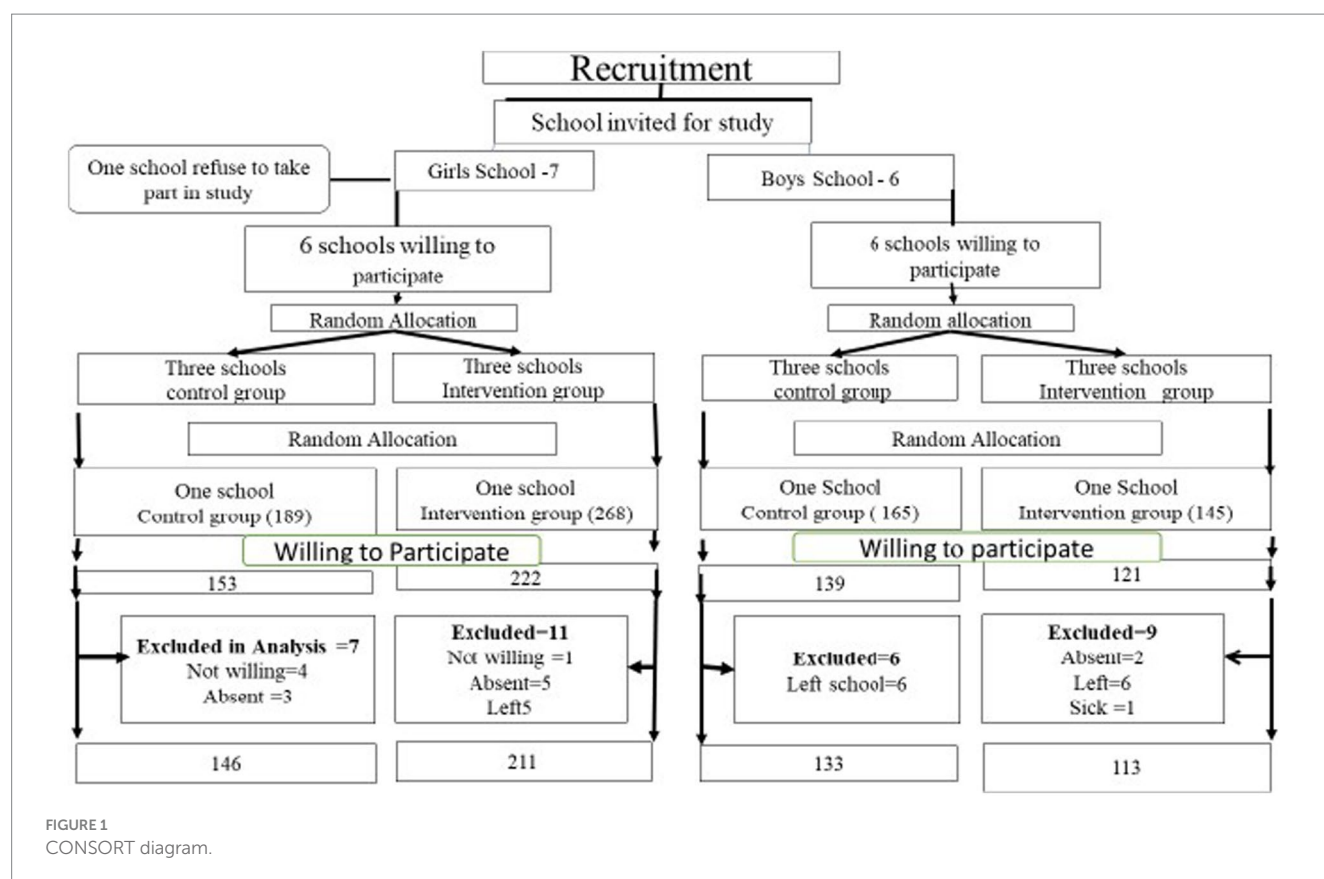 Recruitment
School invited for study
One school refuse to take
part in study
Girls School -7
Boys School - 6
6 schools willing to
participate
6 schools willing to
participate
Random Allocation
Random allocation
Three schools
control group
Three schools
Intervention group
Three schools
control group
Three schools
Intervention group
Random Allocation
Random Allocation
One school
Control group (189)
One school
Intervention group (268)
One School
Control group ( 165)
One School
Intervention group (145)
Willing to Participate
Willing to participate
153
222
139
121
Excluded in Analysis =7
Not willing=4
Absent =3
Excluded=11
Not willing =1
Absent=5
Left5
Excluded=6
Left school=6
Excluded=9
Absent=2
Left=6
Sick =1
146
211
133
113
FIGURE 1
CONSORT diagram.